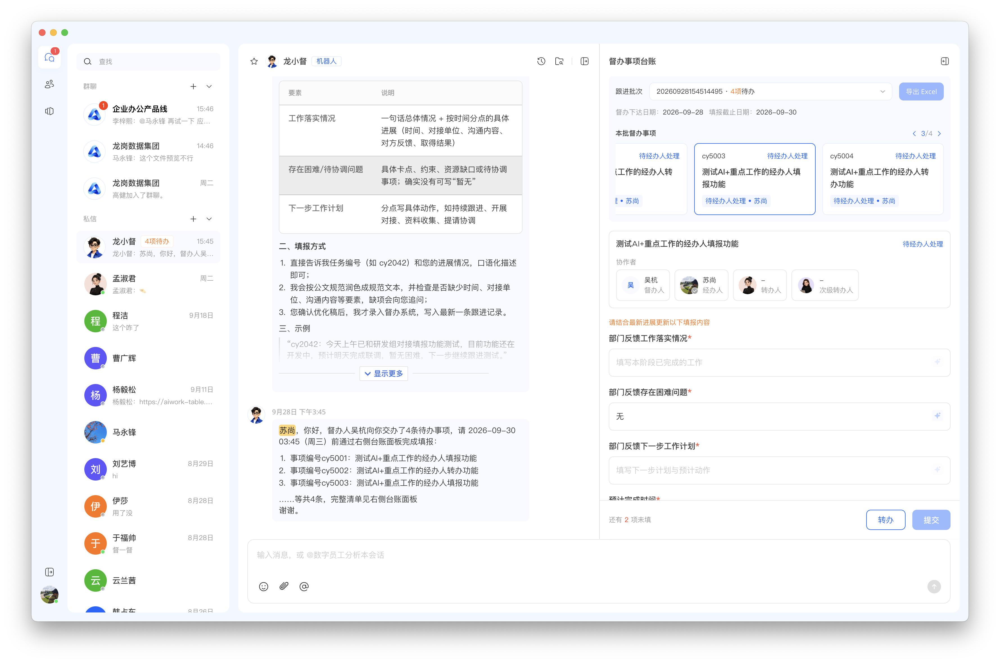 1
查找
群聊
1
企业办公产品线
15:46
李梓熙：@马永锋 再试一下 应...
龙岗数据集团
14:46
马永锋：这个文件预览不行
龙岗数据集团
周二
高健加入了群聊。
私信
龙小督
4项待办
15:45
龙小督：苏尚，你好，督办人吴...
孟淑君
周二
孟淑君：
程
程洁
9月18日
这个咋了
曹
曹广辉
杨
杨毅松
9月11日
杨毅松：https://aiwork-table....
马永锋
刘
刘艺博
8月29日
hi
伊
伊莎
8月28日
用了没
于
于福帅
8月28日
督一督
云
云兰茜
8月26日
龙小督
机器人
要素
说明
工作落实情况
一句话总体情况 + 按时间分点的具体
进展（时间、对接单位、沟通内容、
对方反馈、取得结果）
存在困难/待协调问题
具体卡点、约束、资源缺口或待协调
事项；确实没有可写“暂无”
下一步工作计划
分点写具体动作，如持续跟进、开展
对接、资料收集、提请协调
二、填报方式
1. 直接告诉我任务编号（如 cy2042）和您的进展情况，口语化描述
即可；
2. 我会按公文规范润色成规范文本，并检查是否缺少时间、对接单
位、沟通内容等要素，缺项会向您追问；
3. 您确认优化稿后，我才录入督办系统，写入最新一条跟进记录。
三、示例
“cy2042：今天上午已和研发组对接填报功能测试，目前功能还在
开发中，预计明天完成联调，暂无困难，下一步继续跟进测试。”
显示更多
9月28日 下午3:45
苏尚，你好，督办人吴杭向你交办了4条待办事项，请 2026-09-30
03:45（周三）前通过右侧台账面板完成填报：
1. 事项编号cy5001：测试AI+重点工作的经办人填报功能
2. 事项编号cy5002：测试AI+重点工作的经办人转办功能
3. 事项编号cy5003：测试AI+重点工作的经办人填报功能
......等共4条，完整清单见右侧台账面板
谢谢。
输入消息，或 @数字员工分析本会话
督办事项台账
跟进批次
20260928154514495 · 4项待办
导出 Excel
督办下达日期：2026-09-28 填报截止日期：2026-09-30
本批督办事项
3/4
待经办人处理
工作的经办人转
• 苏尚
cy5003
待经办人处理
测试AI+重点工作的经办人填
报功能
待经办人处理 • 苏尚
cy5004
待经办人处理
测试AI+重点工作的经办人转
办功能
待经办人处理 • 苏尚
测试AI+重点工作的经办人填报功能
待经办人处理
协作者
吴
吴杭
督办人
苏尚
经办人
–
转办人
–
次级转办人
请结合最新进展更新以下填报内容
部门反馈工作落实情况*
填写本阶段已完成的工作
部门反馈存在困难问题*
无
部门反馈下一步工作计划*
填写下一步计划与预计动作
预计完成时间*
还有 2 项未填
转办
提交